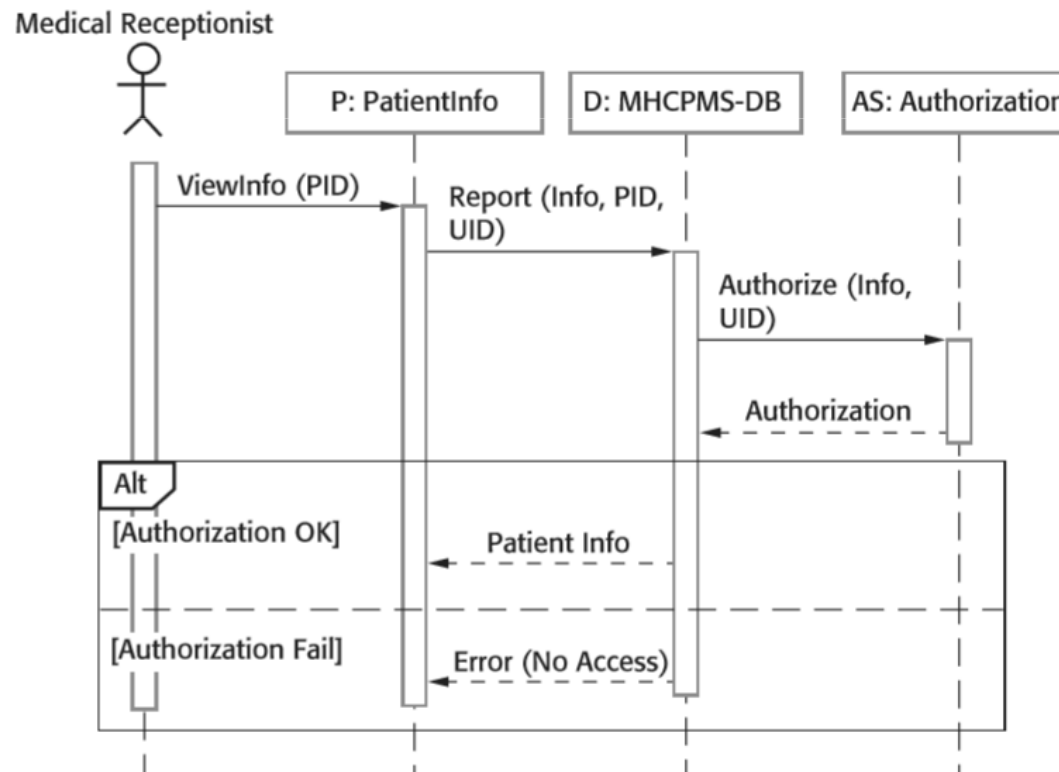 Medical Receptionist
P: PatientInfo
D: MHCPMS-DB
AS: Authorization
ViewInfo (PID)
Report (Info, PID,
UID)
Authorize (Info,
UID)
Authorization
Alt
[Authorization OK]
Patient Info
[Authorization Fail]
Error (No Access)